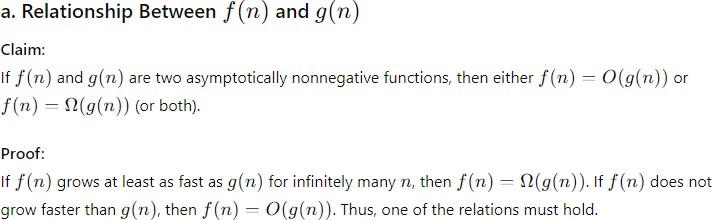 a. Relationship Between f(n) and g(n)
Claim:
If f(n) and g(n) are two asymptotically nonnegative functions, then either f(n) = O(g(n)) or
f(n) = Ω(g(n)) (or both).
Proof:
If f(n) grows at least as fast as g(n) for infinitely many n, then f(n) = Ω(g(n)). If f(n) does not
grow faster than g(n), then f(n) = O(g(n)). Thus, one of the relations must hold.